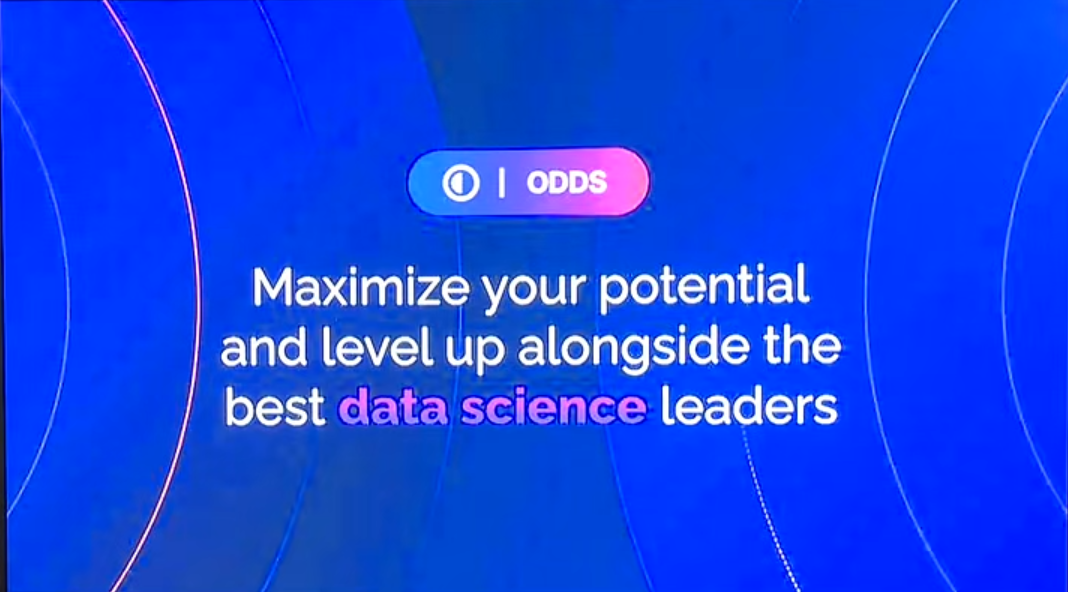 ODDS
Maximize your potential
and level up alongside the
best data science leaders